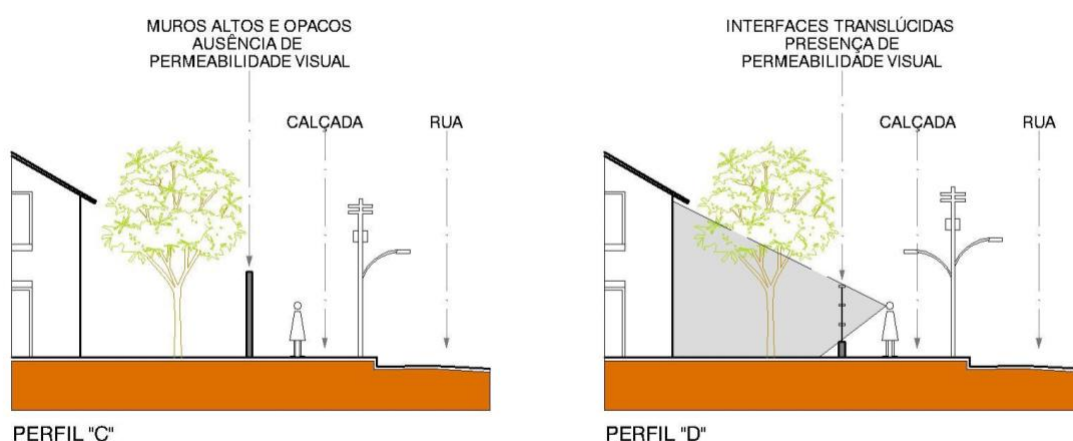 MUROS ALTOS E OPACOS
AUSÊNCIA DE
PERMEABILIDADE VISUAL
CALÇADA
RUA
PERFIL "C"
INTERFACES TRANSLÚCIDAS
PRESENÇA DE
PERMEABILIDADE VISUAL
CALÇADA
RUA
PERFIL "D"